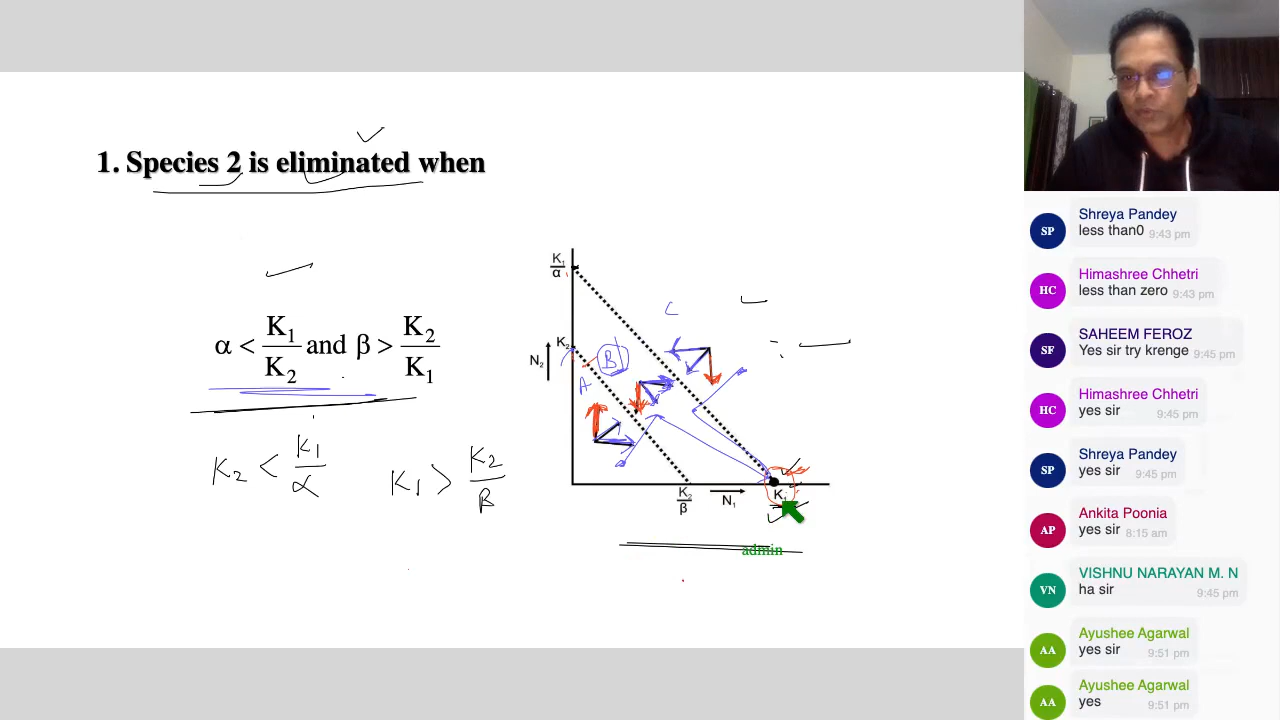 1. Species 2 is eliminated when
α < K₁/K₂ and β > K₂/K₁
K₂ < K₁/α
K₁ > K₂/β
K₁/α
K₂
N₂
A
B
C
K₂/β
N₁
K₁
admin
SP
Shreya Pandey
less than0 9:43 pm
HC
Himashree Chhetri
less than zero 9:43 pm
SF
SAHEEM FEROZ
Yes sir try krenge 9:45 pm
HC
Himashree Chhetri
yes sir 9:45 pm
SP
Shreya Pandey
yes sir 9:45 pm
AP
Ankita Poonia
yes sir 8:15 am
VN
VISHNU NARAYAN M. N
ha sir 9:45 pm
AA
Ayushee Agarwal
yes sir 9:51 pm
AA
Ayushee Agarwal
yes 9:51 pm